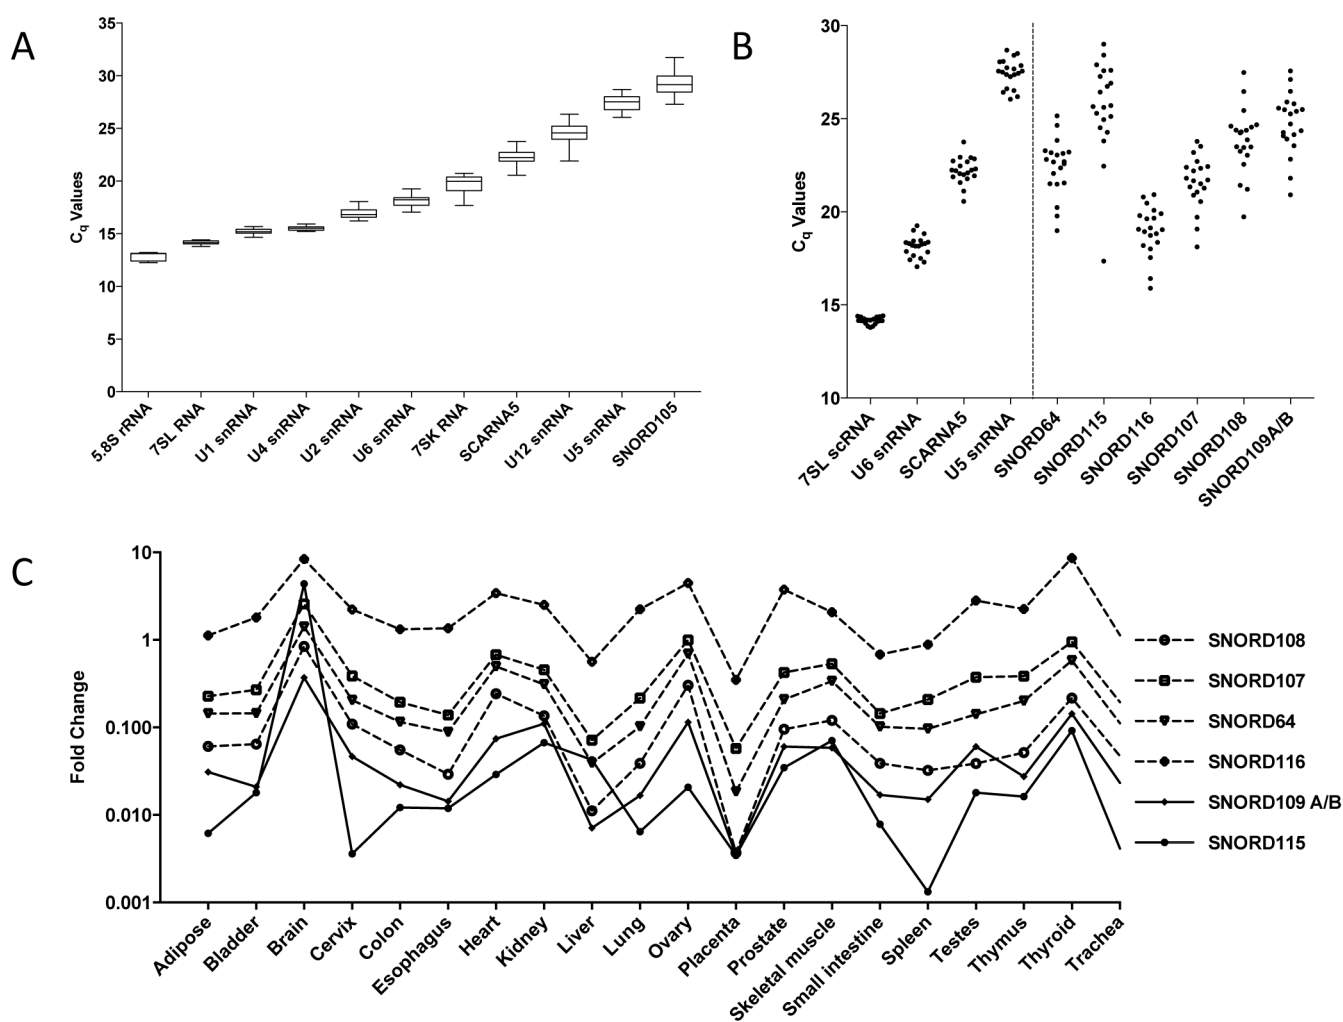 A
35
30
25
20
15
10
5
0
Cq Values
5.8S rRNA
7SL RNA
U1 snRNA
U4 snRNA
U2 snRNA
U6 snRNA
7SK RNA
SCARNA5
U12 snRNA
U5 snRNA
SNORD105
B
30
25
20
15
10
Cq Values
7SL scRNA
U6 snRNA
SCARNA5
U5 snRNA
SNORD64
SNORD115
SNORD116
SNORD107
SNORD108
SNORD109A/B
C
10
1
0.100
0.010
0.001
Fold Change
Adipose
Bladder
Brain
Cervix
Colon
Esophagus
Heart
Kidney
Liver
Lung
Ovary
Placenta
Prostate
Skeletal muscle
Small intestine
Spleen
Testes
Thymus
Thyroid
Trachea
SNORD108
SNORD107
SNORD64
SNORD116
SNORD109 A/B
SNORD115